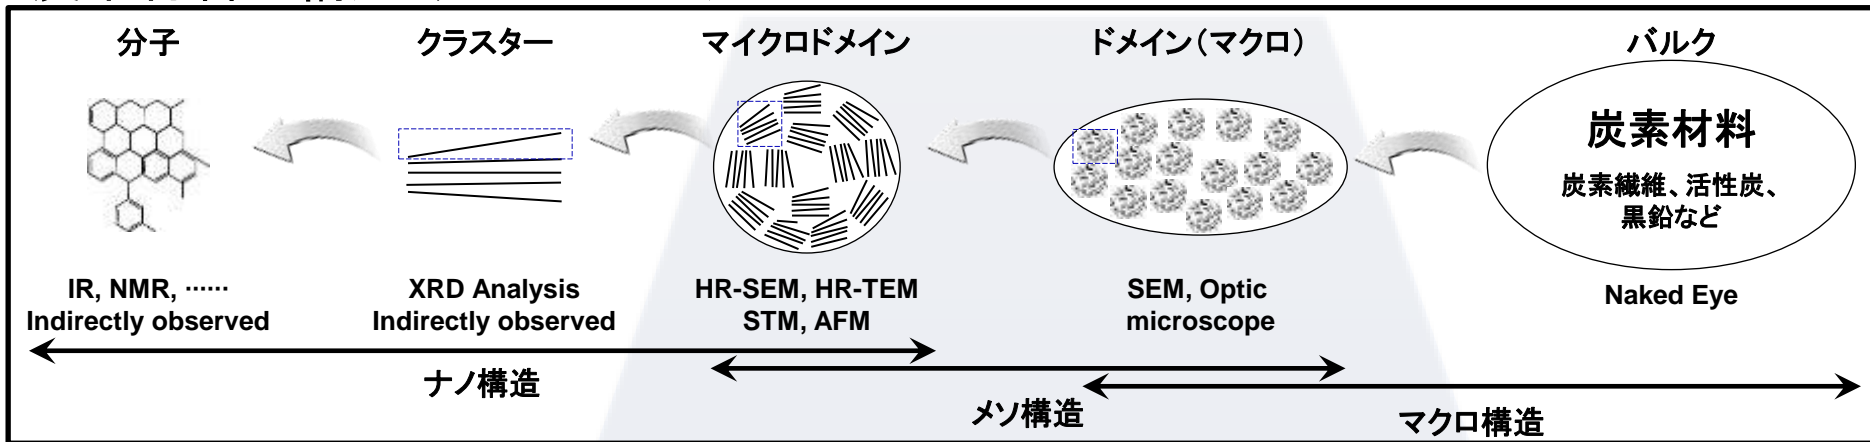 分子
クラスター
マイクロドメイン
ドメイン(マクロ)
バルク
炭素材料
炭素繊維、活性炭、
黒鉛など
IR, NMR, ······
Indirectly observed
XRD Analysis
Indirectly observed
HR-SEM, HR-TEM
STM, AFM
SEM, Optic
microscope
Naked Eye
ナノ構造
メソ構造
マクロ構造